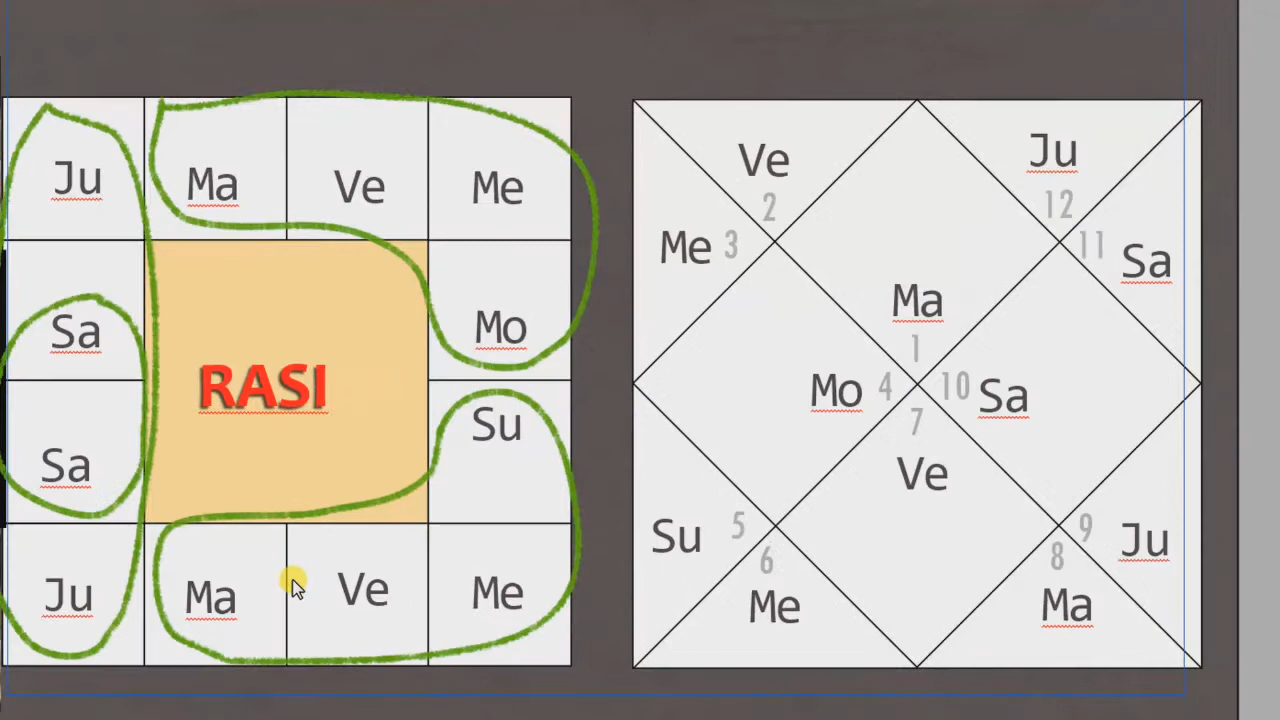 Ju Ma Ve Me
Sa Mo
RASI
Sa Su
Ju Ma Ve Me
Ve Ju
2 12
Me 3 11 Sa
Ma
1
Mo 4 10 Sa
7
Ve
Su 5 9 Ju
6 8
Me Ma